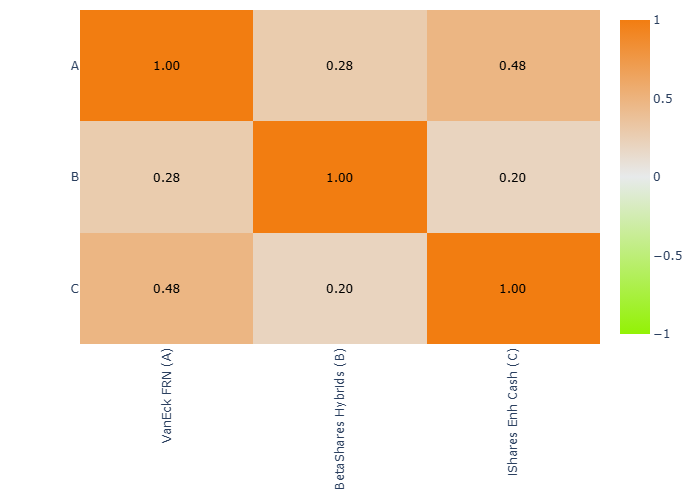 A 1.00 0.28 0.48
B 0.28 1.00 0.20
C 0.48 0.20 1.00
VanEck FRN (A)
BetaShares Hybrids (B)
IShares Enh Cash (C)
1
0.5
0
−0.5
−1